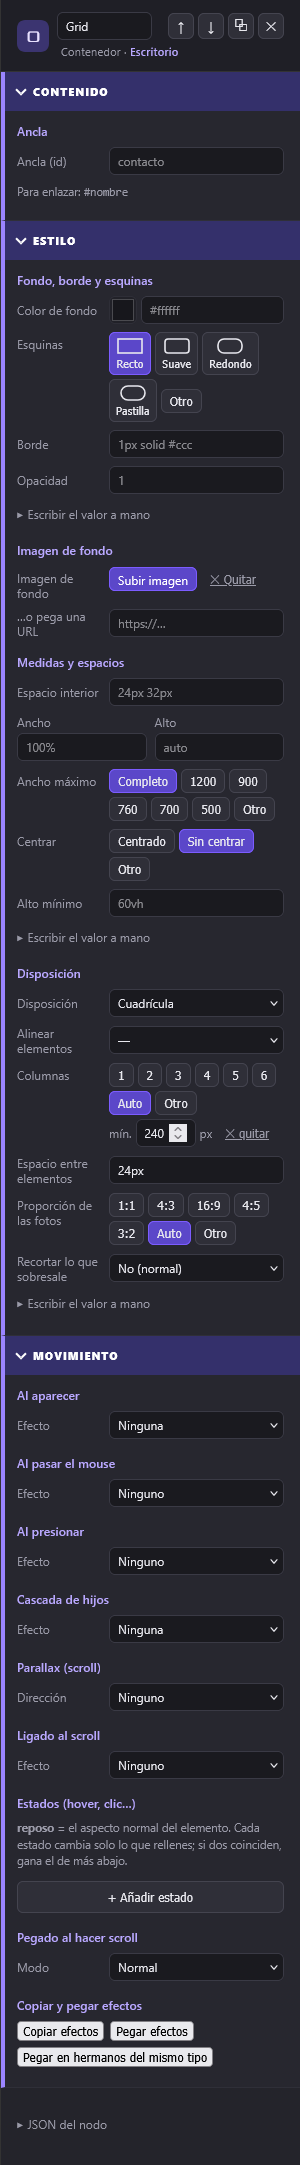 Grid
↑ ↓
Contenedor · Escritorio
CONTENIDO
Ancla
Ancla (id) contacto
Para enlazar: #nombre
ESTILO
Fondo, borde y esquinas
Color de fondo #ffffff
Esquinas Recto Suave Redondo
Pastilla Otro
Borde 1px solid #ccc
Opacidad 1
▸ Escribir el valor a mano
Imagen de fondo
Imagen de fondo Subir imagen × Quitar
...o pega una URL https://...
Medidas y espacios
Espacio interior 24px 32px
Ancho Alto
100% auto
Ancho máximo Completo 1200 900
760 700 500 Otro
Centrar Centrado Sin centrar
Otro
Alto mínimo 60vh
▸ Escribir el valor a mano
Disposición
Disposición Cuadrícula
Alinear elementos —
Columnas 1 2 3 4 5 6
Auto Otro
mín. 240 px × quitar
Espacio entre elementos 24px
Proporción de las fotos 1:1 4:3 16:9 4:5
3:2 Auto Otro
Recortar lo que sobresale No (normal)
▸ Escribir el valor a mano
MOVIMIENTO
Al aparecer
Efecto Ninguna
Al pasar el mouse
Efecto Ninguno
Al presionar
Efecto Ninguno
Cascada de hijos
Efecto Ninguna
Parallax (scroll)
Dirección Ninguno
Ligado al scroll
Efecto Ninguno
Estados (hover, clic...)
reposo = el aspecto normal del elemento. Cada
estado cambia solo lo que rellenes; si dos coinciden,
gana el de más abajo.
+ Añadir estado
Pegado al hacer scroll
Modo Normal
Copiar y pegar efectos
Copiar efectos Pegar efectos
Pegar en hermanos del mismo tipo
▸ JSON del nodo